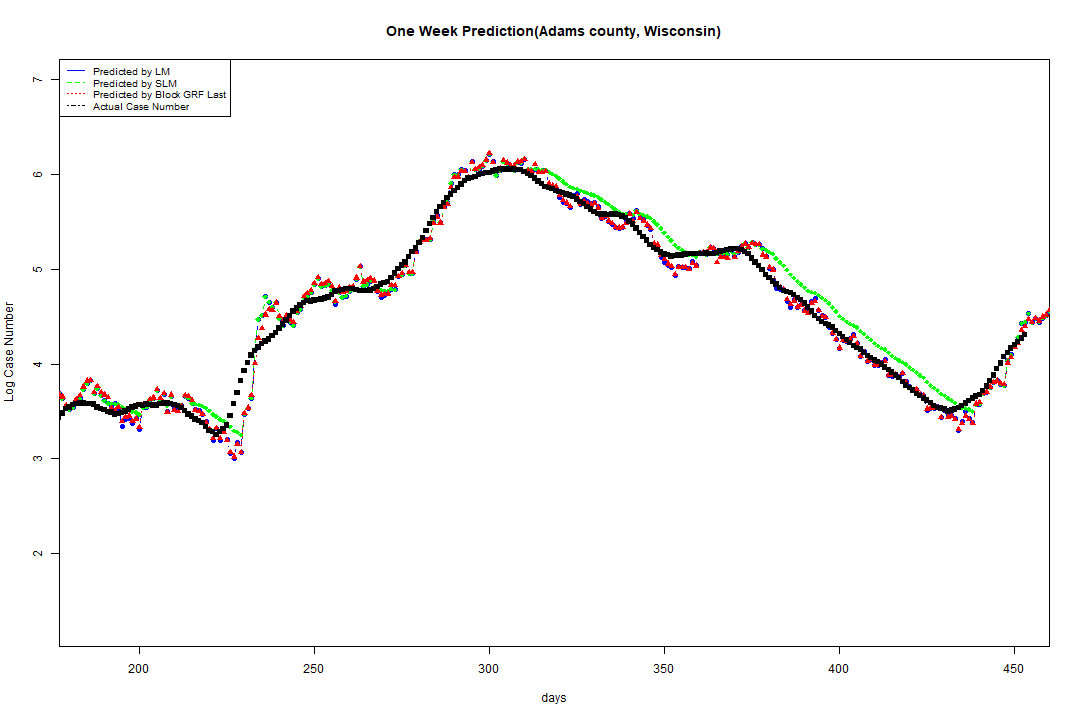 One Week Prediction(Adams county, Wisconsin)
Predicted by LM
Predicted by SLM
Predicted by Block GRF Last
Actual Case Number
7
6
5
4
3
2
Log Case Number
200 250 300 350 400 450
days